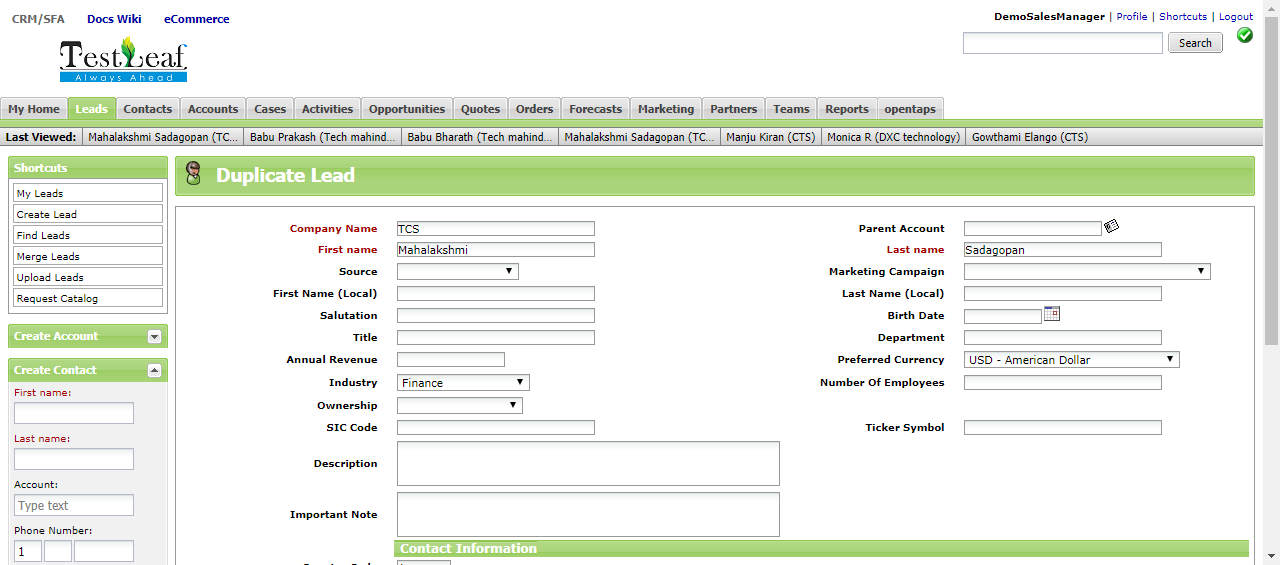 CRM/SFA Docs Wiki eCommerce
DemoSalesManager | Profile | Shortcuts | Logout
TestLeaf
Always Ahead
Search
My Home Leads Contacts Accounts Cases Activities Opportunities Quotes Orders Forecasts Marketing Partners Teams Reports opentaps
Last Viewed: Mahalakshmi Sadagopan (TC... Babu Prakash (Tech mahind... Babu Bharath (Tech mahind... Mahalakshmi Sadagopan (TC... Manju Kiran (CTS) Monica R (DXC technology) Gowthami Elango (CTS)
Shortcuts
My Leads
Create Lead
Find Leads
Merge Leads
Upload Leads
Request Catalog
Create Account
Create Contact
First name:
Last name:
Account:
Type text
Phone Number:
1
Duplicate Lead
Company Name TCS Parent Account
First name Mahalakshmi Last name Sadagopan
Source Marketing Campaign
First Name (Local) Last Name (Local)
Salutation Birth Date
Title Department
Annual Revenue Preferred Currency USD - American Dollar
Industry Finance Number Of Employees
Ownership
SIC Code Ticker Symbol
Description
Important Note
Contact Information